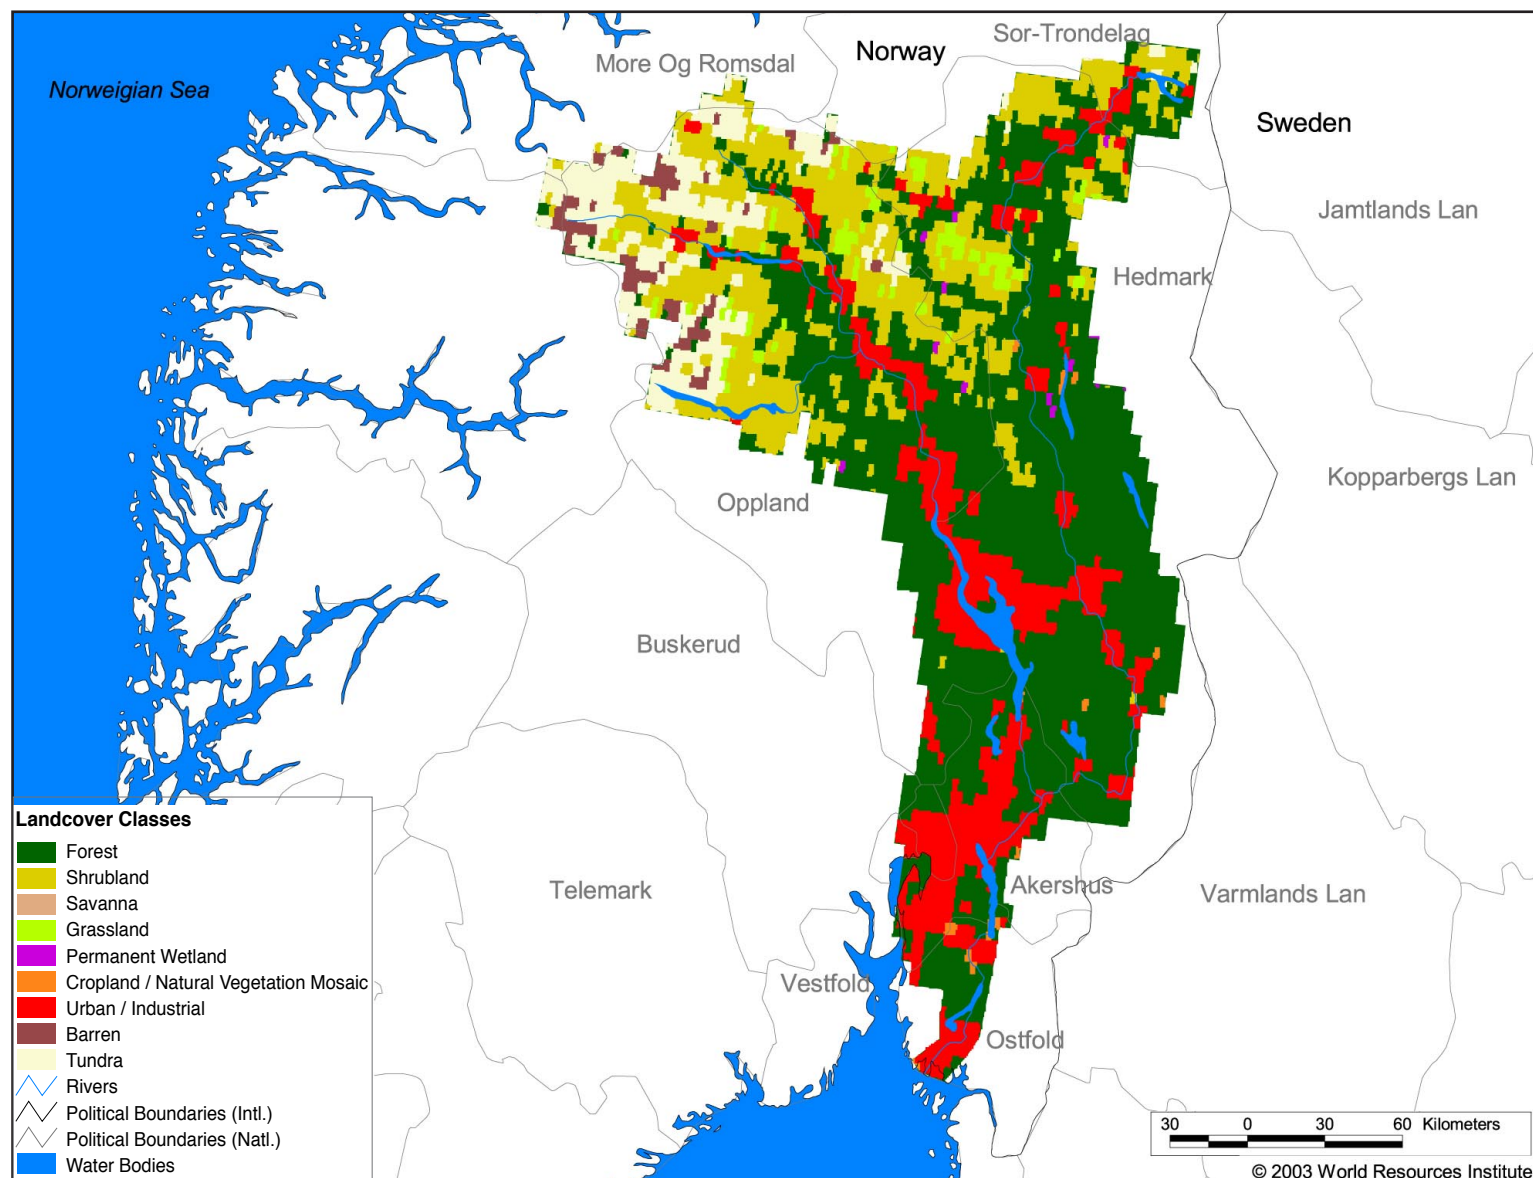 Sor-Trondelag
More Og Romsdal
Norway
Norweigian Sea
Sweden
Jamtlands Lan
Hedmark
Kopparbergs Lan
Oppland
Buskerud
Landcover Classes
Forest
Shrubland
Savanna
Grassland
Permanent Wetland
Cropland / Natural Vegetation Mosaic
Urban / Industrial
Barren
Tundra
Rivers
Political Boundaries (Intl.)
Political Boundaries (Natl.)
Water Bodies
Telemark
Akershus
Varmlands Lan
Vestfold
Ostfold
30 0 30 60 Kilometers
© 2003 World Resources Institute